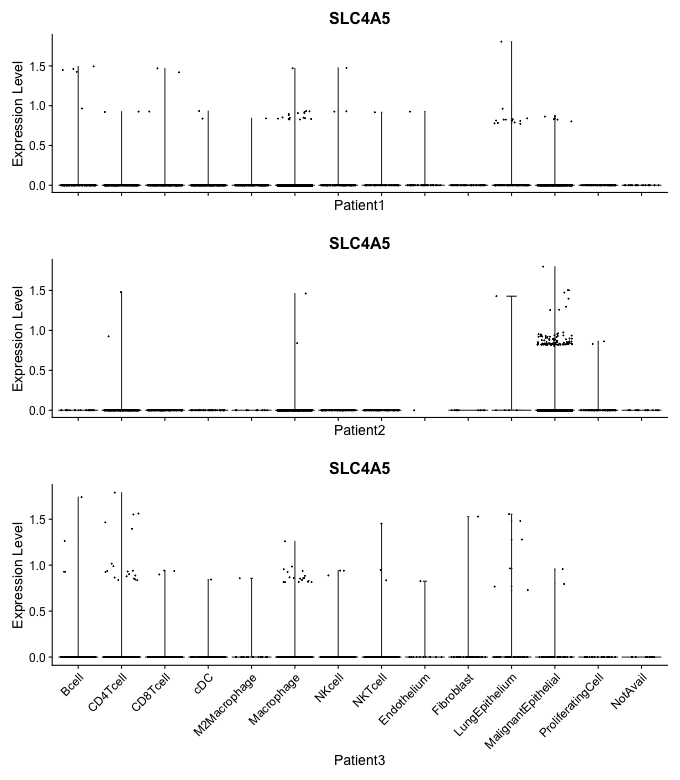 SLC4A5
Expression Level
1.5
1.0
0.5
0.0
Patient1
SLC4A5
Expression Level
1.5
1.0
0.5
0.0
Patient2
SLC4A5
Expression Level
1.5
1.0
0.5
0.0
Bcell
CD4Tcell
CD8Tcell
cDC
M2Macrophage
Macrophage
NKcell
NKTcell
Endothelium
Fibroblast
LungEpithelium
MalignantEpithelial
ProliferatingCell
NotAvail
Patient3